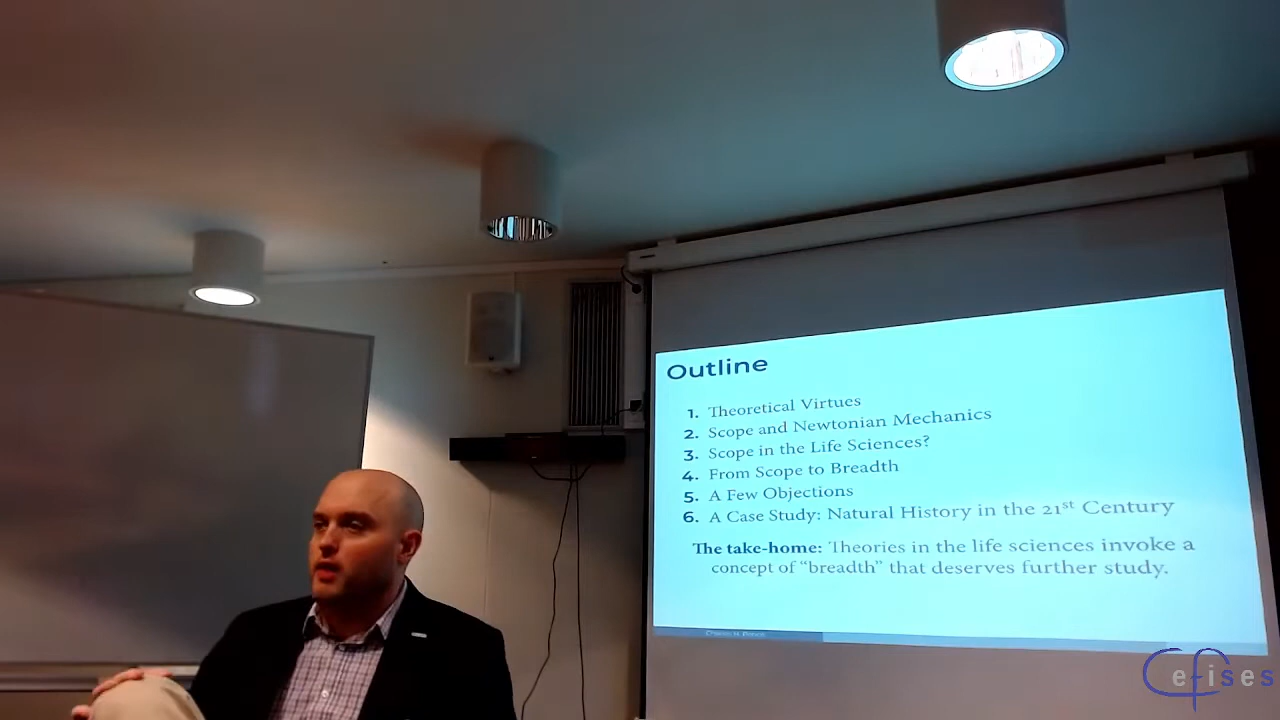 Outline
1. Theoretical Virtues
2. Scope and Newtonian Mechanics
3. Scope in the Life Sciences?
4. From Scope to Breadth
5. A Few Objections
6. A Case Study: Natural History in the 21st Century
The take-home: Theories in the life sciences invoke a
concept of “breadth” that deserves further study.
Cefises